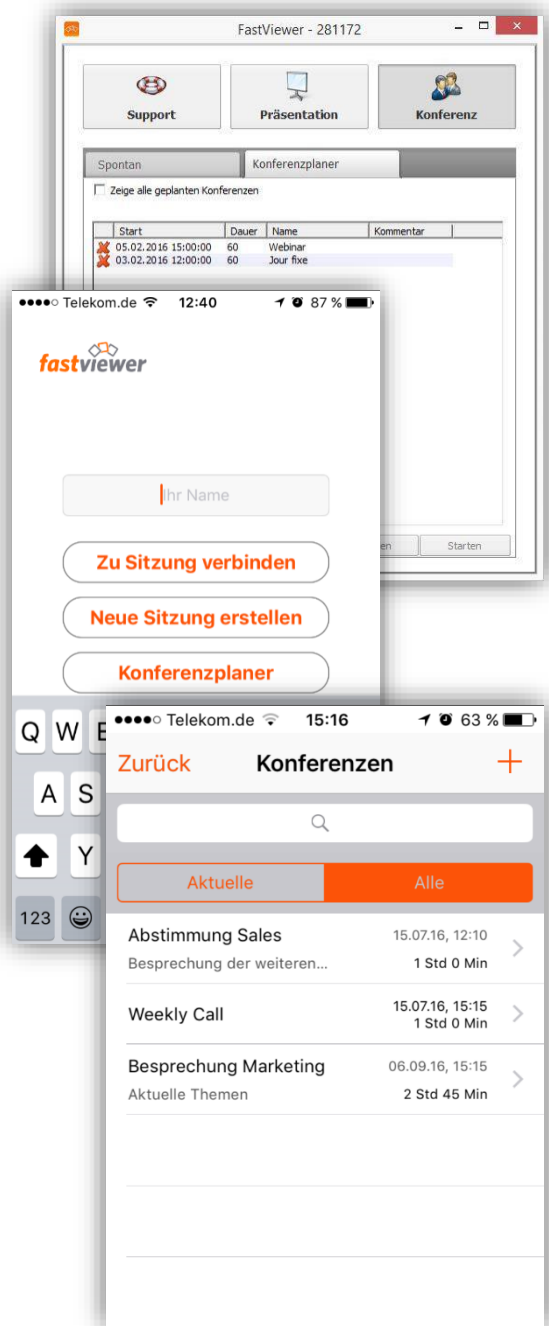 FastViewer - 281172
Support Präsentation Konferenz
Spontan Konferenzplaner
Zeige alle geplanten Konferenzen
Start Dauer Name Kommentar
05.02.2016 15:00:00 60 Webinar
03.02.2016 12:00:00 60 Jour fixe
en Starten
Telekom.de 12:40 87 %
fastviewer
Ihr Name
Zu Sitzung verbinden
Neue Sitzung erstellen
Konferenzplaner
Q W E
A S
Y
123
Telekom.de 15:16 63 %
Zurück Konferenzen +
Aktuelle Alle
Abstimmung Sales 15.07.16, 12:10
Besprechung der weiteren... 1 Std 0 Min
Weekly Call 15.07.16, 15:15
1 Std 0 Min
Besprechung Marketing 06.09.16, 15:15
Aktuelle Themen 2 Std 45 Min